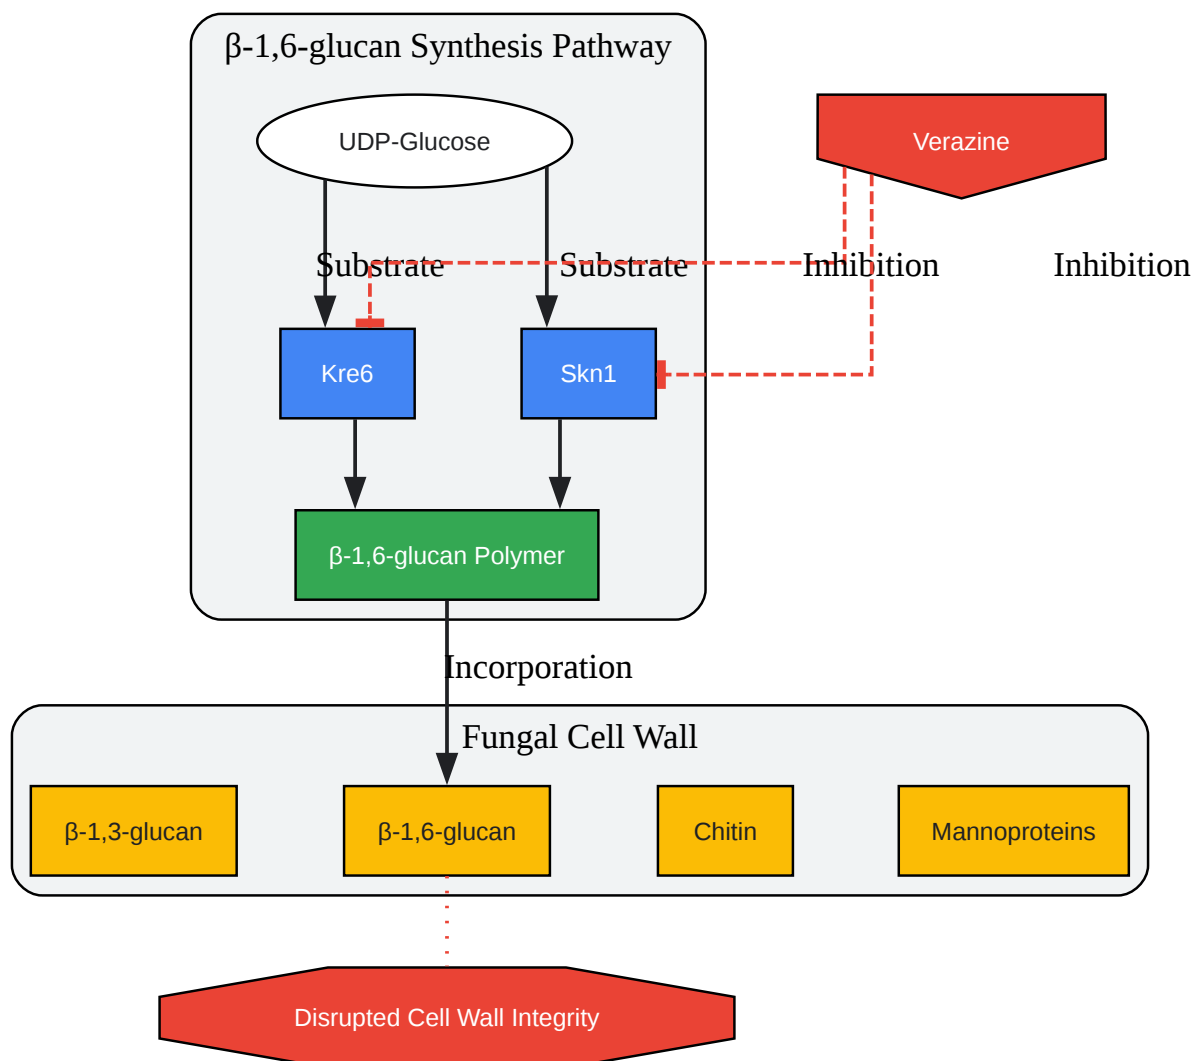 β-1,6-glucan Synthesis Pathway
UDP-Glucose
Verazine
Substrate
Substrate
Inhibition
Inhibition
Kre6
Skn1
β-1,6-glucan Polymer
Incorporation
Fungal Cell Wall
β-1,3-glucan
β-1,6-glucan
Chitin
Mannoproteins
Disrupted Cell Wall Integrity